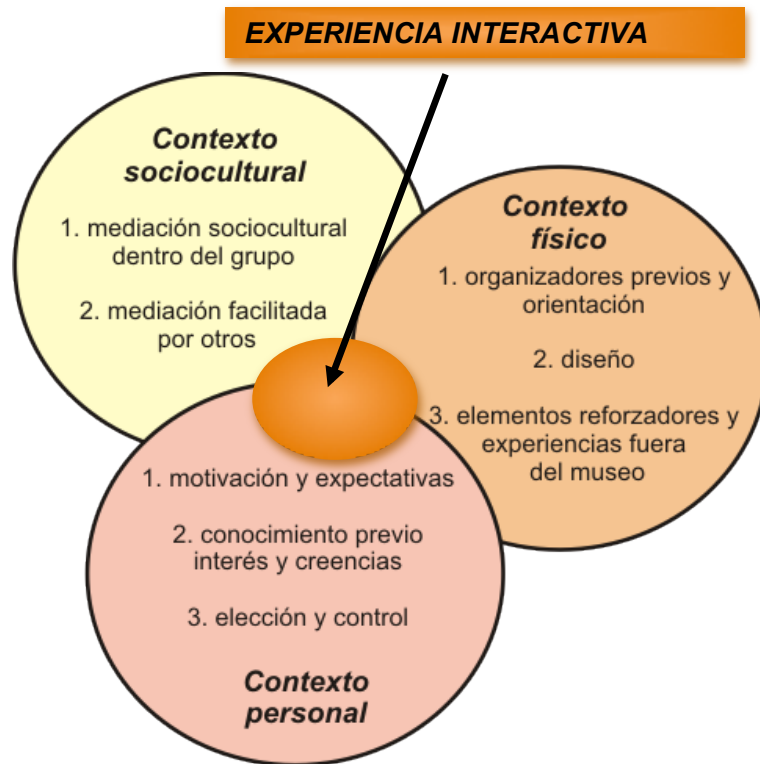 EXPERIENCIA INTERACTIVA
Contexto
sociocultural
1. mediación sociocultural
dentro del grupo
2. mediación facilitada
por otros
Contexto
físico
1. organizadores previos y
orientación
2. diseño
3. elementos reforzadores y
experiencias fuera
del museo
1. motivación y expectativas
2. conocimiento previo
interés y creencias
3. elección y control
Contexto
personal